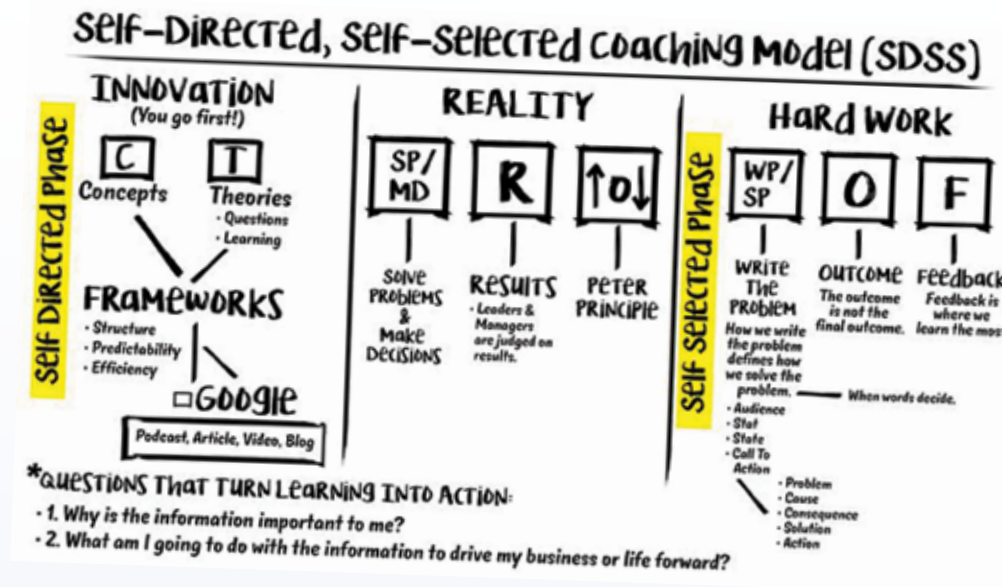 Self-Directed, Self-Selected Coaching Model (SDSS)
Self Directed Phase
INNOVATION
(You go first!)
C
Concepts
T
Theories
• Questions
• Learning
FRAMEWORKS
• Structure
• Predictability
• Efficiency
GOOGle
Podcast, Article, Video, Blog
REALITY
SP/
MD
SOLVE
PROBLEMS
&
Make
DECISIONS
R
RESULTS
• Leaders &
Managers
are judged on
results.
↑O↓
PETER
PRINCIPLE
Self Selected Phase
HARD WORK
WP/
SP
WRITE
THE
PROBLEM
How we write
the problem
defines how
we solve the
problem.
When words decide.
• Audience
• Stat
• State
• Call To
Action
• Problem
• Cause
• Consequence
• Solution
• Action
O
OUTCOME
The outcome
is not the
final outcome.
F
Feedback
Feedback is
where we
learn the mos
*QUESTIONS THAT TURN LEARNING INTO ACTION:
• 1. Why is the information important to me?
• 2. What am I going to do with the information to drive my business or life forward?